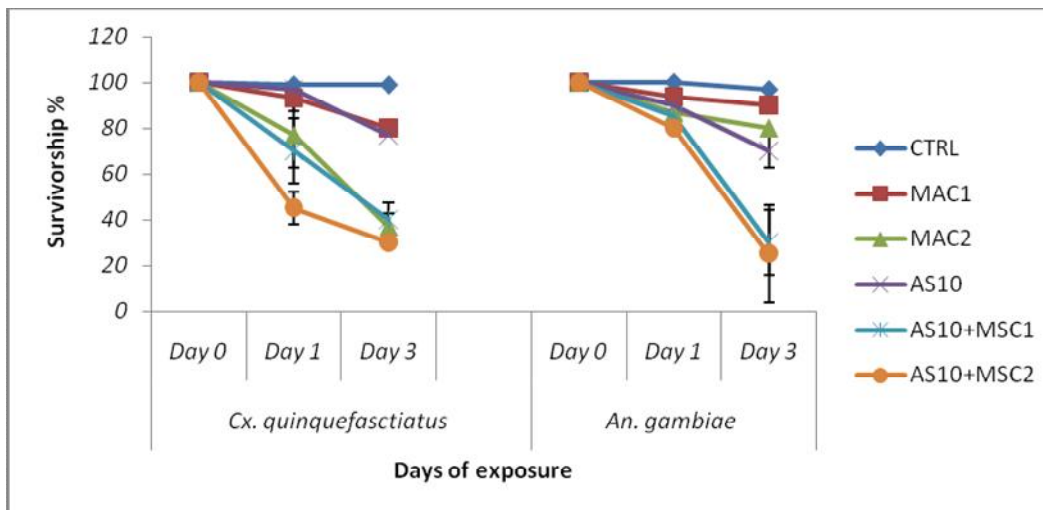 120
100
80
60
40
20
0
Survivorship %
Day 0 Day 1 Day 3 Day 0 Day 1 Day 3
Cx. quinquefasctiatus An. gambiae
Days of exposure
CTRL
MAC1
MAC2
AS10
AS10+MSC1
AS10+MSC2